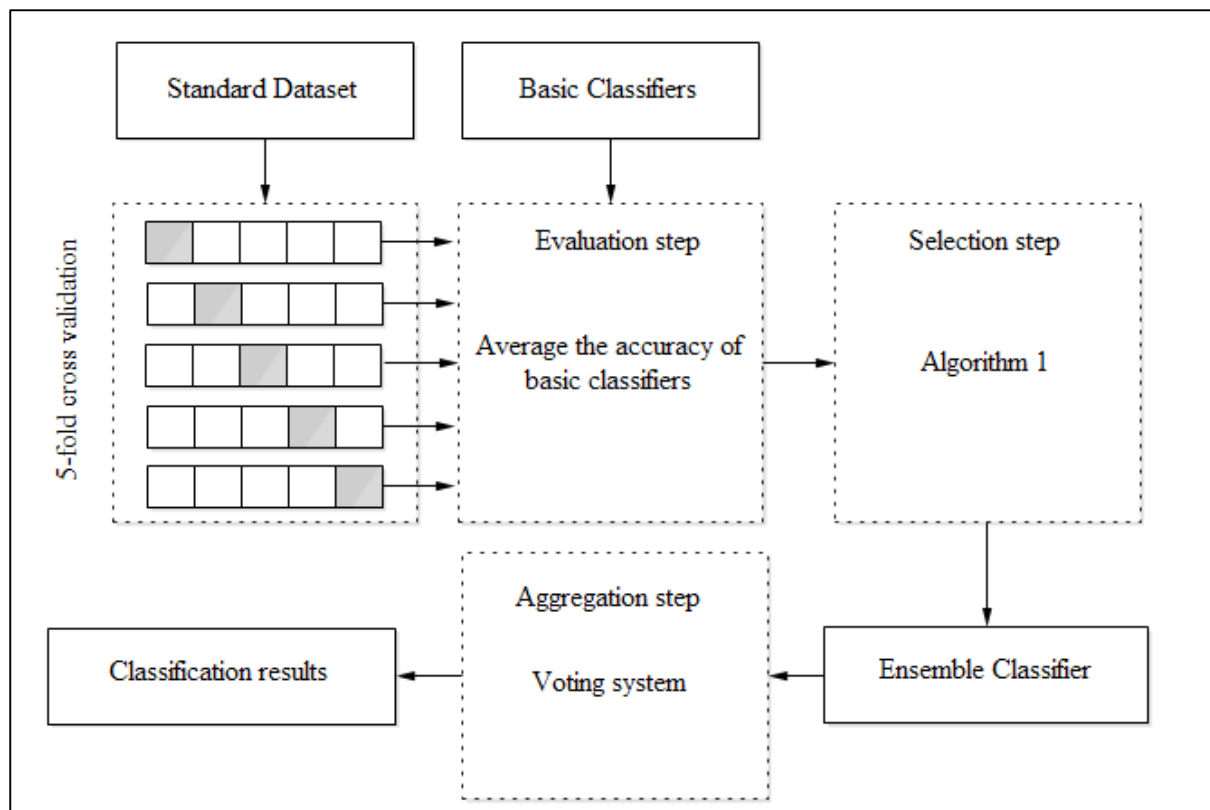 Standard Dataset
Basic Classifiers
5-fold cross validation
Evaluation step
Average the accuracy of
basic classifiers
Selection step
Algorithm 1
Aggregation step
Voting system
Classification results
Ensemble Classifier